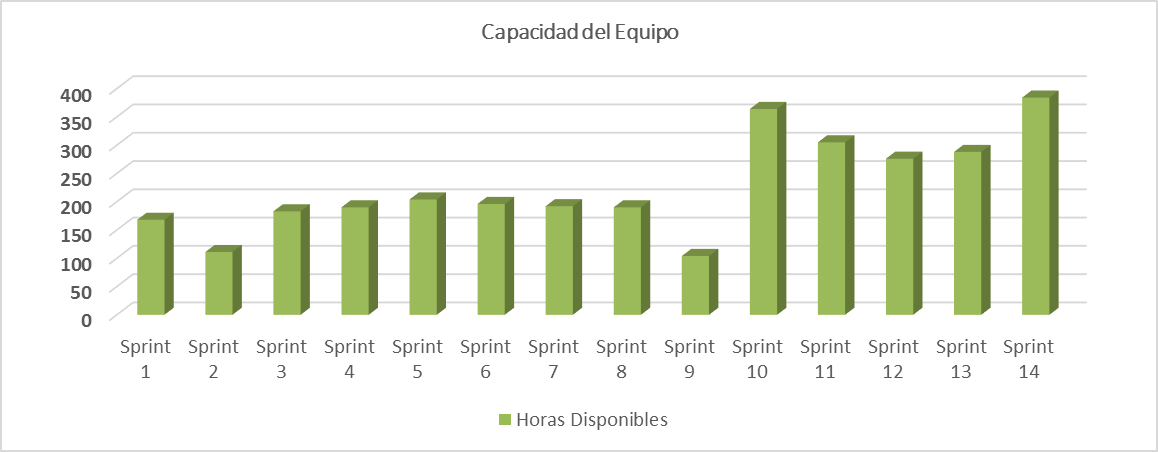 Capacidad del Equipo
400
350
300
250
200
150
100
50
0
Sprint 1
Sprint 2
Sprint 3
Sprint 4
Sprint 5
Sprint 6
Sprint 7
Sprint 8
Sprint 9
Sprint 10
Sprint 11
Sprint 12
Sprint 13
Sprint 14
Horas Disponibles